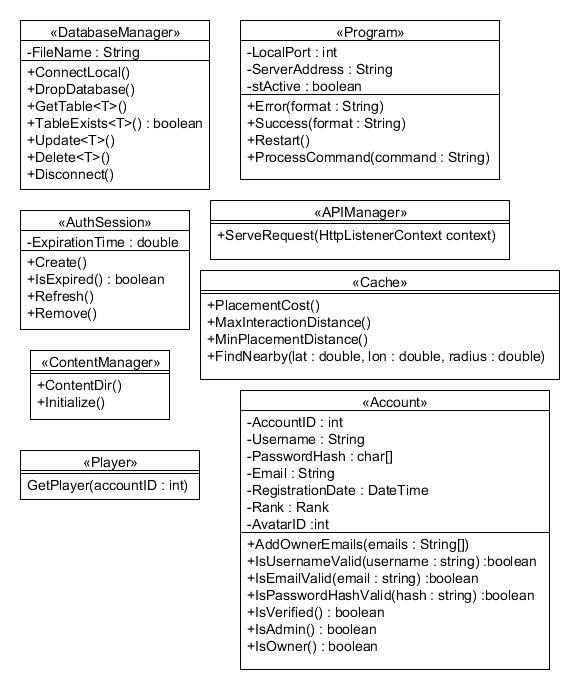 «DatabaseManager»
-FileName : String
+ConnectLocal()
+DropDatabase()
+GetTable<T>()
+TableExists<T>() : boolean
+Update<T>()
+Delete<T>()
+Disconnect()
«Program»
-LocalPort : int
-ServerAddress : String
-stActive : boolean
+Error(format : String)
+Success(format : String)
+Restart()
+ProcessCommand(command : String)
«AuthSession»
-ExpirationTime : double
+Create()
+IsExpired() : boolean
+Refresh()
+Remove()
«APIManager»
+ServeRequest(HttpListenerContext context)
«Cache»
+PlacementCost()
+MaxInteractionDistance()
+MinPlacementDistance()
+FindNearby(lat : double, lon : double, radius : double)
«ContentManager»
+ContentDir()
+Initialize()
«Player»
GetPlayer(accountID : int)
«Account»
-AccountID : int
-Username : String
-PasswordHash : char[]
-Email : String
-RegistrationDate : DateTime
-Rank : Rank
-AvatarID :int
+AddOwnerEmails(emails : String[])
+IsUsernameValid(username : string) :boolean
+IsEmailValid(email : string) :boolean
+IsPasswordHashValid(hash : string) :boolean
+IsVerified() : boolean
+IsAdmin() : boolean
+IsOwner() : boolean